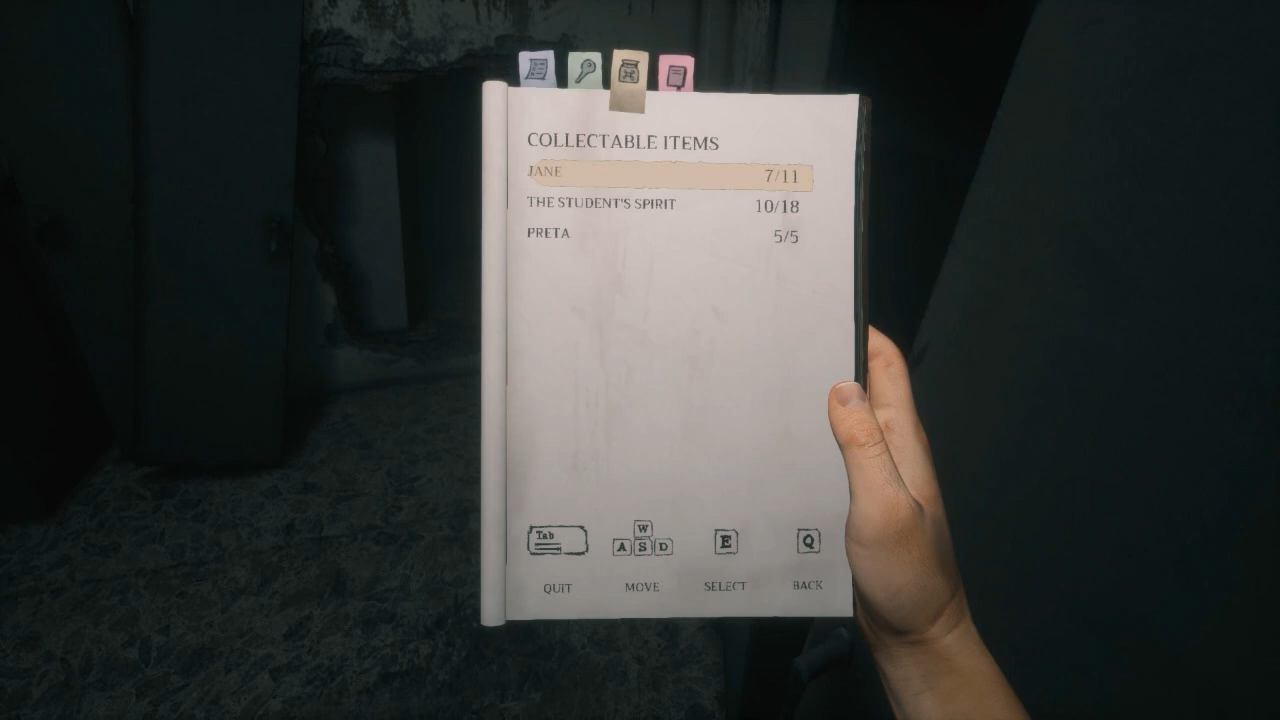 COLLECTABLE ITEMS
JANE 7/11
THE STUDENT'S SPIRIT 10/18
PRETA 5/5
Tab W A S D E Q
QUIT MOVE SELECT BACK